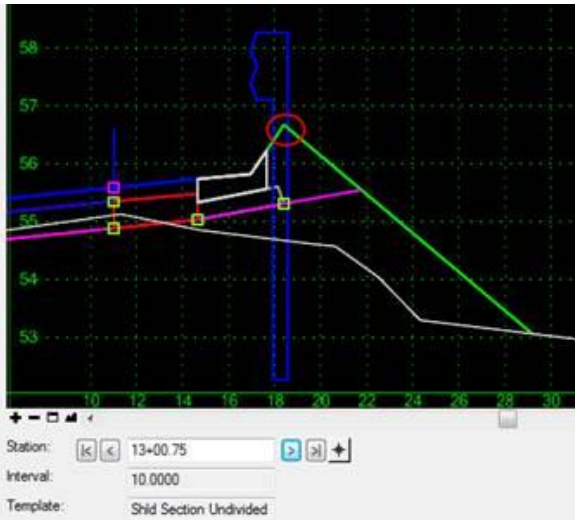 58
57
56
55
54
53
10 12 14 16 18 20 22 24 26 28 30
Station: 13+00.75
Interval: 10.0000
Template: Shld Section Undivided